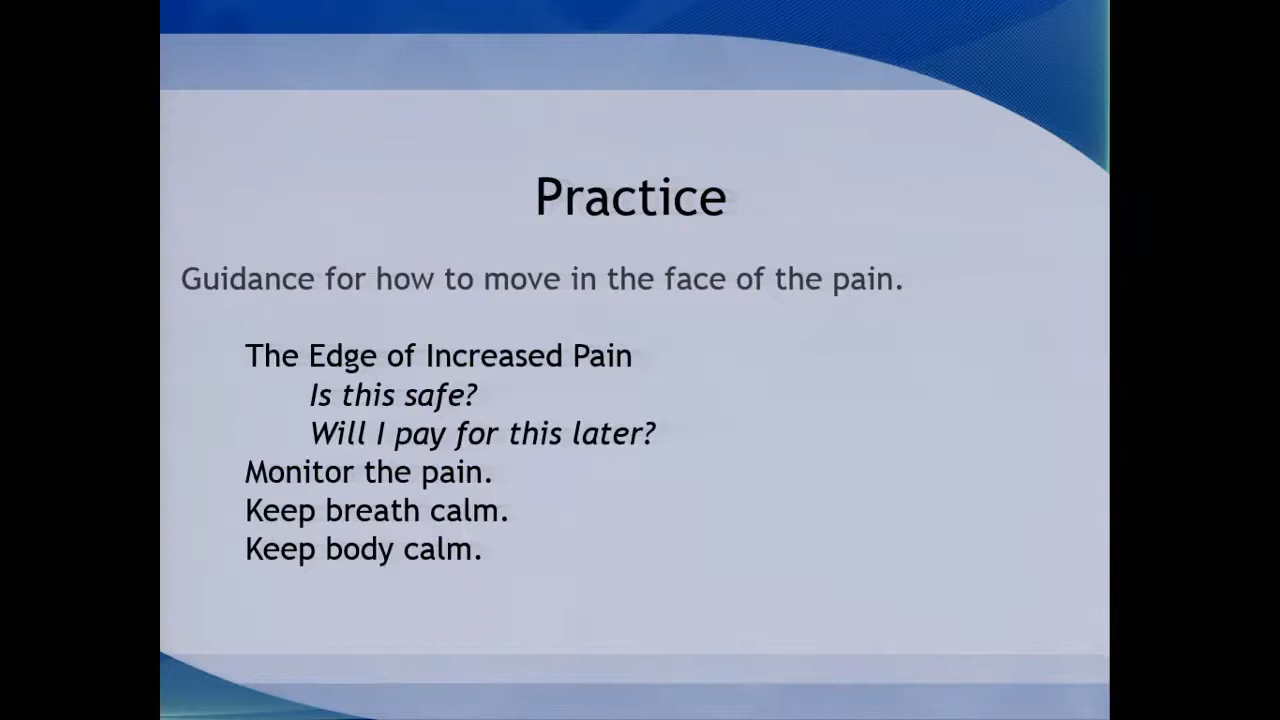 Practice
Guidance for how to move in the face of the pain.
The Edge of Increased Pain
Is this safe?
Will I pay for this later?
Monitor the pain.
Keep breath calm.
Keep body calm.